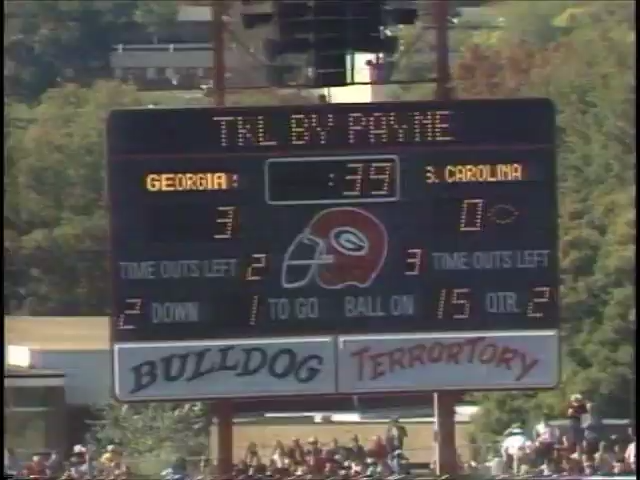 TKL BY PAYNE
GEORGIA: :39 S. CAROLINA
3 0
G
TIME OUTS LEFT 2 3 TIME OUTS LEFT
2 DOWN 1 TO GO BALL ON 15 QTR. 2
BULLDOG TERRORTORY